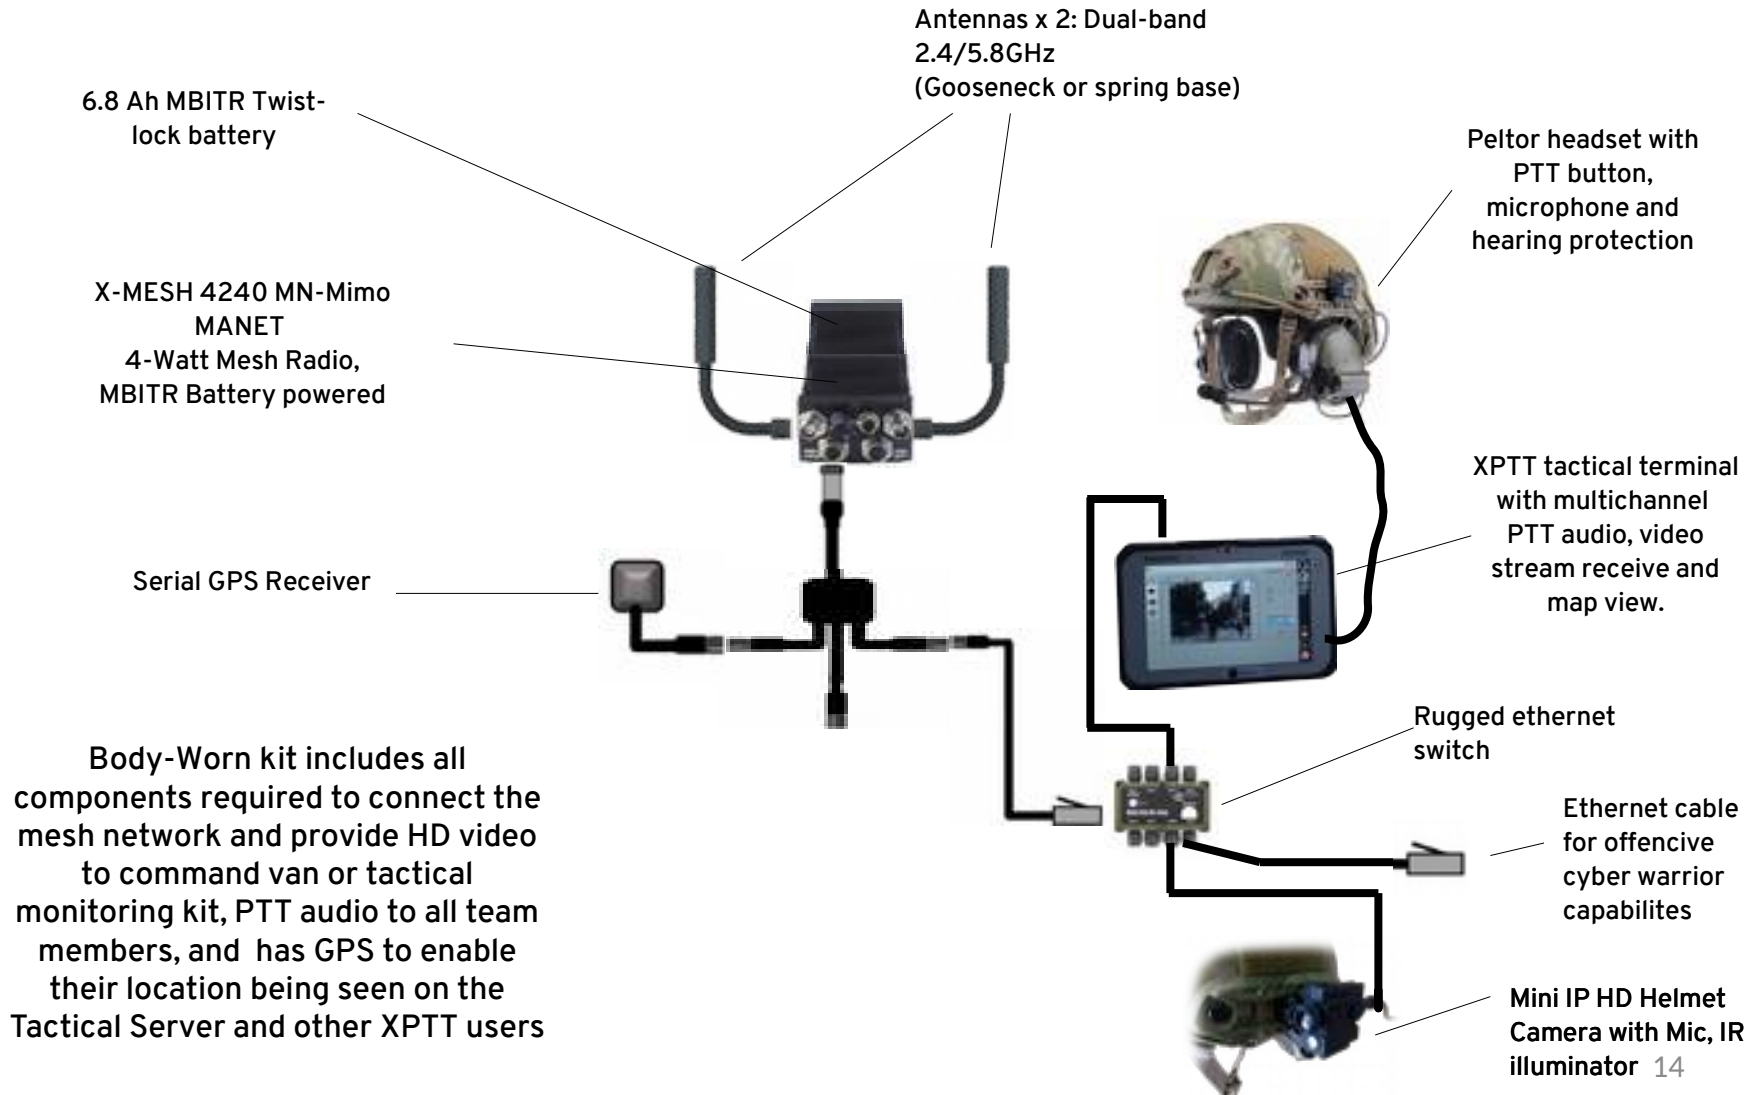 Antennas x 2: Dual-band
2.4/5.8GHz
(Gooseneck or spring base)
6.8 Ah MBITR Twist-
lock battery
Peltor headset with
PTT button,
microphone and
hearing protection
X-MESH 4240 MN-Mimo
MANET
4-Watt Mesh Radio,
MBITR Battery powered
XPTT tactical terminal
with multichannel
PTT audio, video
stream receive and
map view.
Serial GPS Receiver
Rugged ethernet
switch
Body-Worn kit includes all
components required to connect the
mesh network and provide HD video
to command van or tactical
monitoring kit, PTT audio to all team
members, and has GPS to enable
their location being seen on the
Tactical Server and other XPTT users
Ethernet cable
for offencive
cyber warrior
capabilites
Mini IP HD Helmet
Camera with Mic, IR
illuminator
14